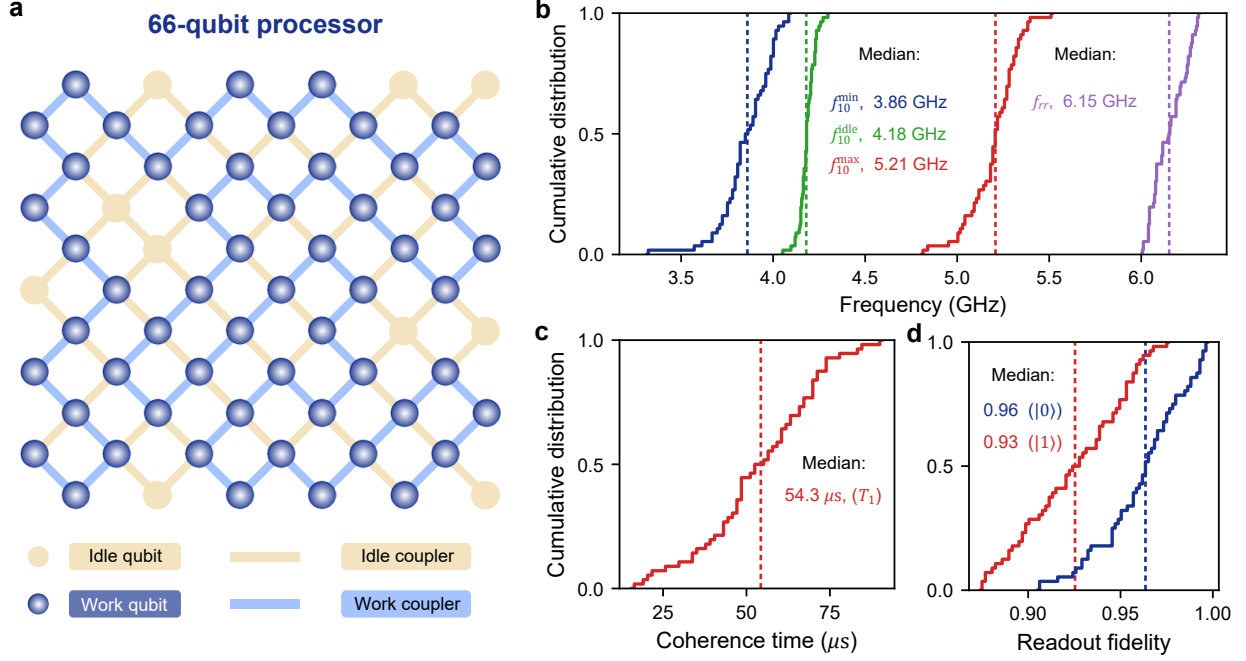 a
66-qubit processor
Idle qubit
Idle coupler
Work qubit
Work coupler
b
Cumulative distribution
1.0
0.5
0.0
Median:
f₁₀ᵐⁱⁿ, 3.86 GHz
f₁₀ⁱᵈˡᵉ, 4.18 GHz
f₁₀ᵐᵃˣ, 5.21 GHz
Median:
fᵣᵣ, 6.15 GHz
3.5 4.0 4.5 5.0 5.5 6.0
Frequency (GHz)
c
Cumulative distribution
1.0
0.5
0.0
Median:
54.3 μs, (T₁)
25 50 75
Coherence time (μs)
d
1.0
0.5
0.0
Median:
0.96 (|0⟩)
0.93 (|1⟩)
0.90 0.95 1.00
Readout fidelity